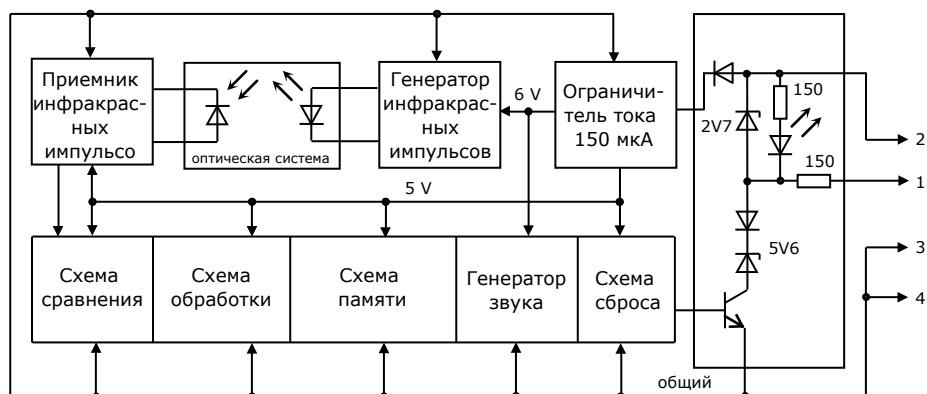 Приемник
инфракрас-
ных
импульсо
оптическая система
Генератор
инфракрас-
ных
импульсов
6 V
Ограничи-
тель тока
150 мкА
2V7
150
150
2
1
5 V
5V6
3
4
Схема
сравнения
Схема
обработки
Схема
памяти
Генератор
звука
Схема
сброса
общий